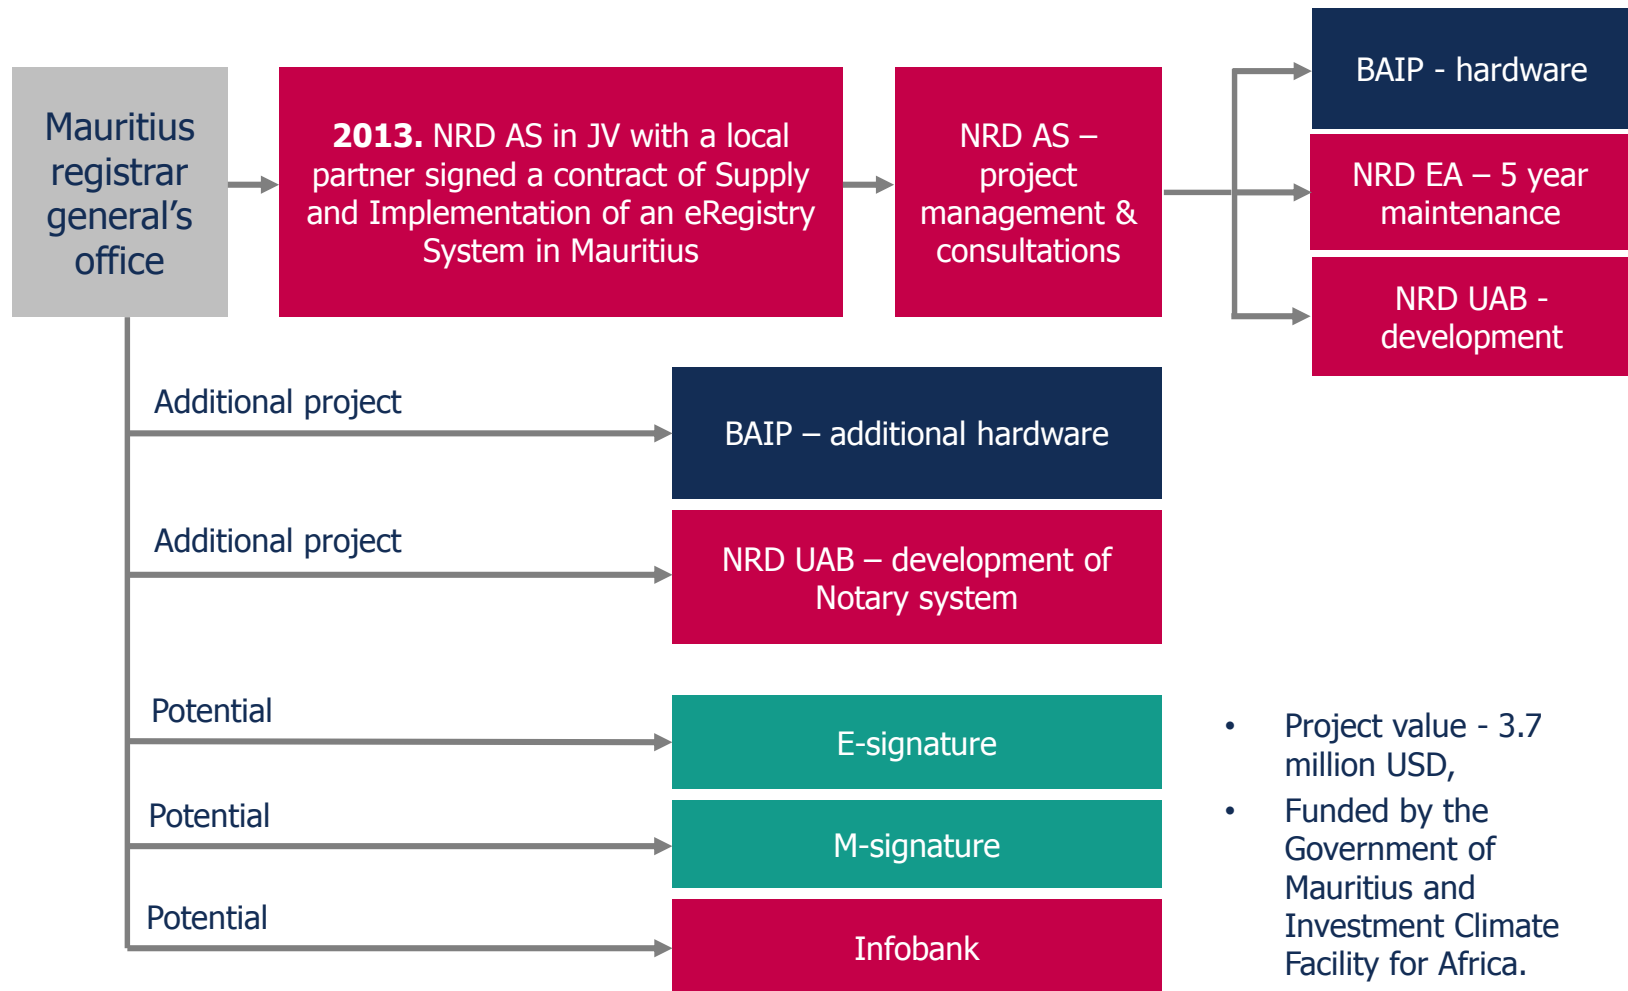 Mauritius
registrar
general’s
office
2013. NRD AS in JV with a local
partner signed a contract of Supply
and Implementation of an eRegistry
System in Mauritius
NRD AS –
project
management &
consultations
BAIP - hardware
NRD EA – 5 year
maintenance
NRD UAB -
development
Additional project
BAIP – additional hardware
Additional project
NRD UAB – development of
Notary system
Potential
E-signature
Potential
M-signature
Potential
Infobank
• Project value - 3.7
million USD,
• Funded by the
Government of
Mauritius and
Investment Climate
Facility for Africa.